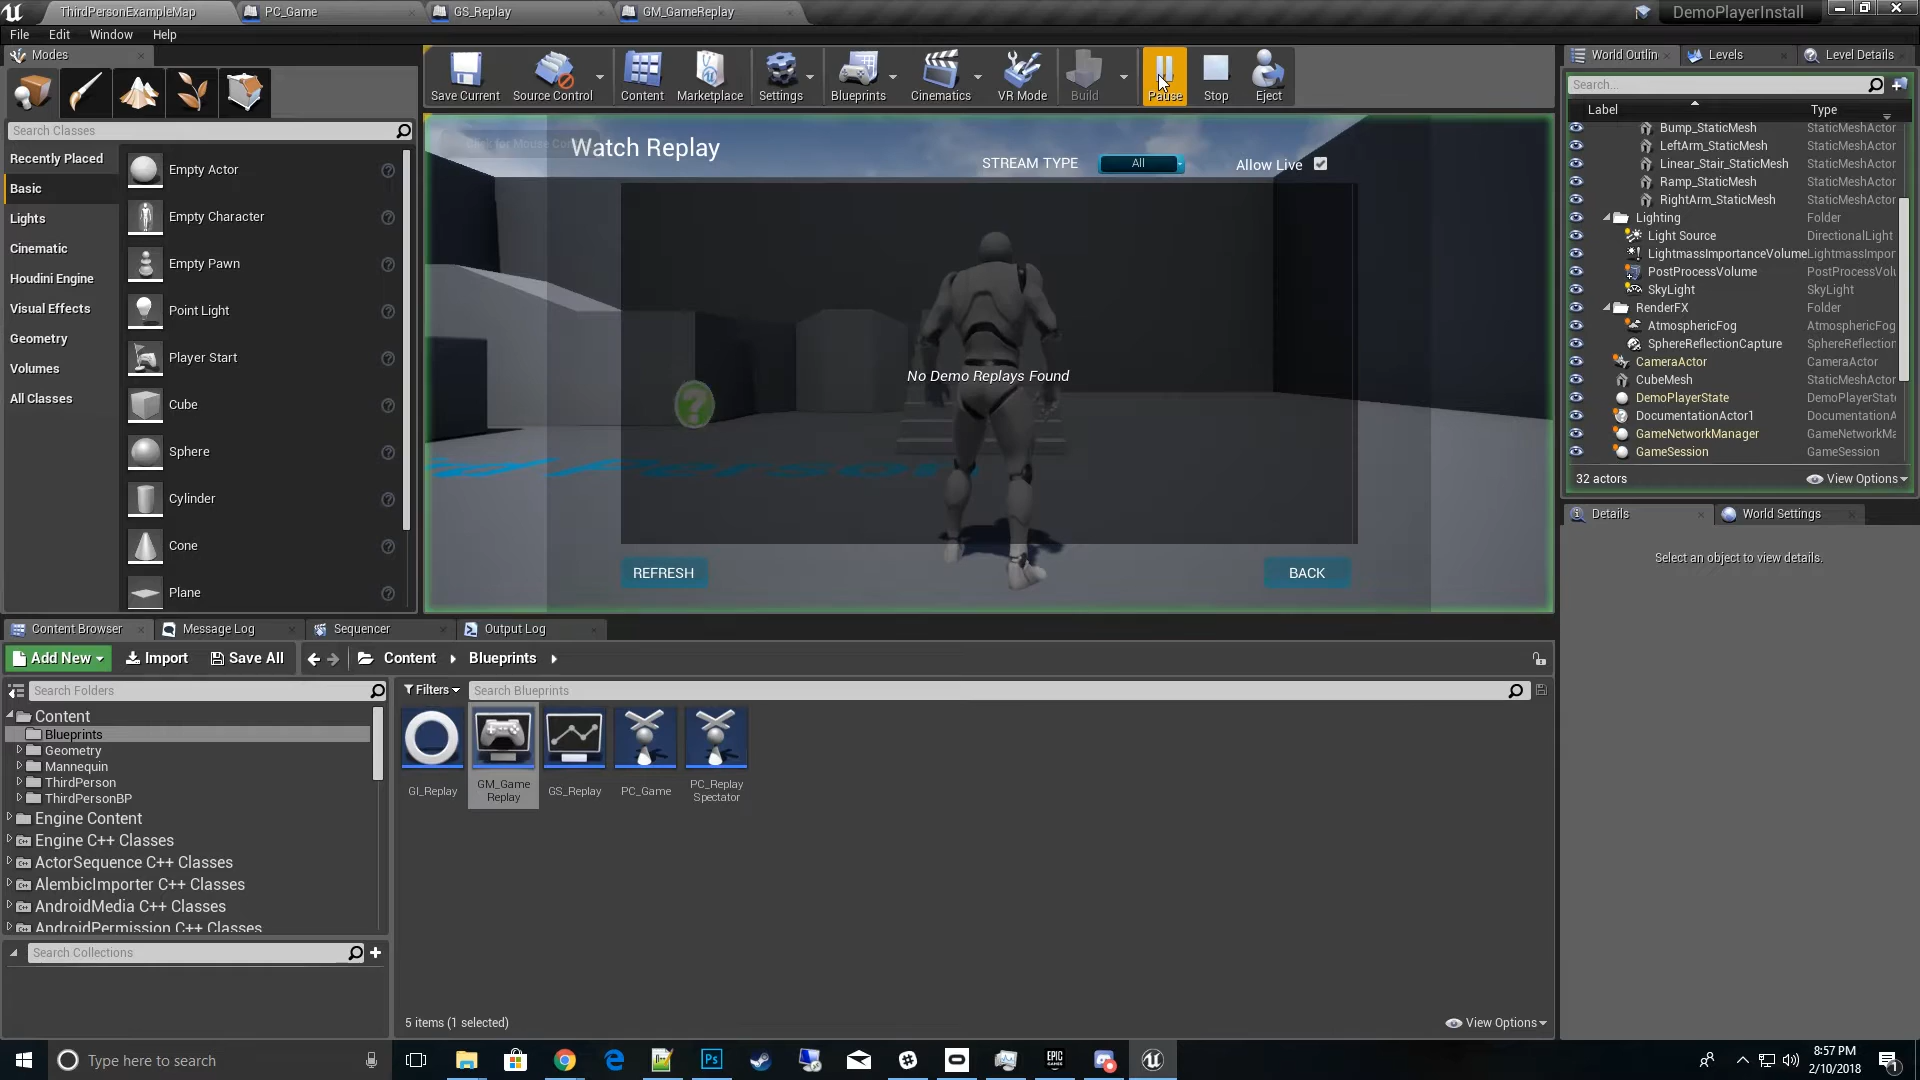 ThirdPersonExampleMap PC_Game GS_Replay GM_GameReplay DemoPlayerInstall
File Edit Window Help
Modes
Search Classes
Recently Placed
Basic
Lights
Cinematic
Houdini Engine
Visual Effects
Geometry
Volumes
All Classes
Empty Actor
Empty Character
Empty Pawn
Point Light
Player Start
Cube
Sphere
Cylinder
Cone
Plane
Save Current Source Control Content Marketplace Settings Blueprints Cinematics VR Mode Build Pause Stop Eject
Watch Replay
STREAM TYPE All Allow Live
No Demo Replays Found
REFRESH BACK
World Outlin Levels Level Details
Search...
Label Type
Bump_StaticMesh StaticMeshActor
LeftArm_StaticMesh StaticMeshActor
Linear_Stair_StaticMesh StaticMeshActor
Ramp_StaticMesh StaticMeshActor
RightArm_StaticMesh StaticMeshActor
Lighting Folder
Light Source DirectionalLight
LightmassImportanceVolume LightmassImpor
PostProcessVolume PostProcessVolu
SkyLight SkyLight
RenderFX Folder
AtmosphericFog AtmosphericFog
SphereReflectionCapture SphereReflection
CameraActor CameraActor
CubeMesh StaticMeshActor
DemoPlayerState DemoPlayerState
DocumentationActor1 DocumentationA
GameNetworkManager GameNetworkMa
GameSession GameSession
32 actors View Options
Details World Settings
Select an object to view details.
Content Browser Message Log Sequencer Output Log
Add New Import Save All Content Blueprints
Search Folders
Filters Search Blueprints
Content
Blueprints
Geometry
Mannequin
ThirdPerson
ThirdPersonBP
Engine Content
Engine C++ Classes
ActorSequence C++ Classes
AlembicImporter C++ Classes
AndroidMedia C++ Classes
AndroidPermission C++ Classes
Search Collections
GI_Replay
GM_Game
Replay
GS_Replay
PC_Game
PC_Replay
Spectator
5 items (1 selected) View Options
Type here to search
EPIC
GAMES
8:57 PM
2/10/2018
1